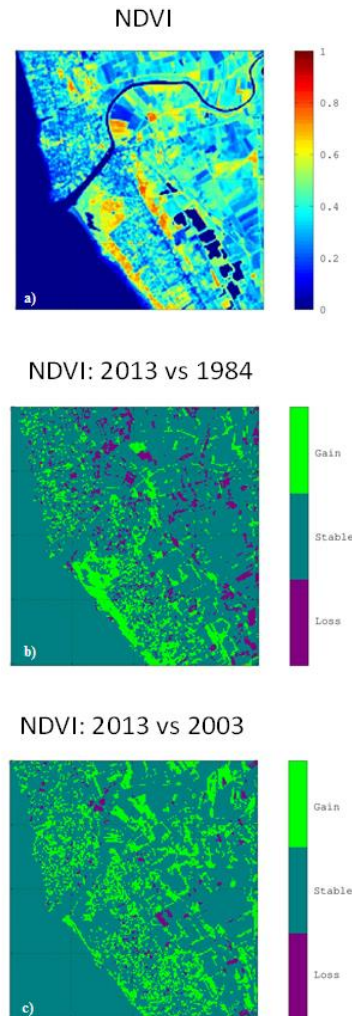 NDVI
1
0.8
0.6
0.4
0.2
0
a)
NDVI: 2013 vs 1984
Gain
Stable
Loss
b)
NDVI: 2013 vs 2003
Gain
Stable
Loss
c)